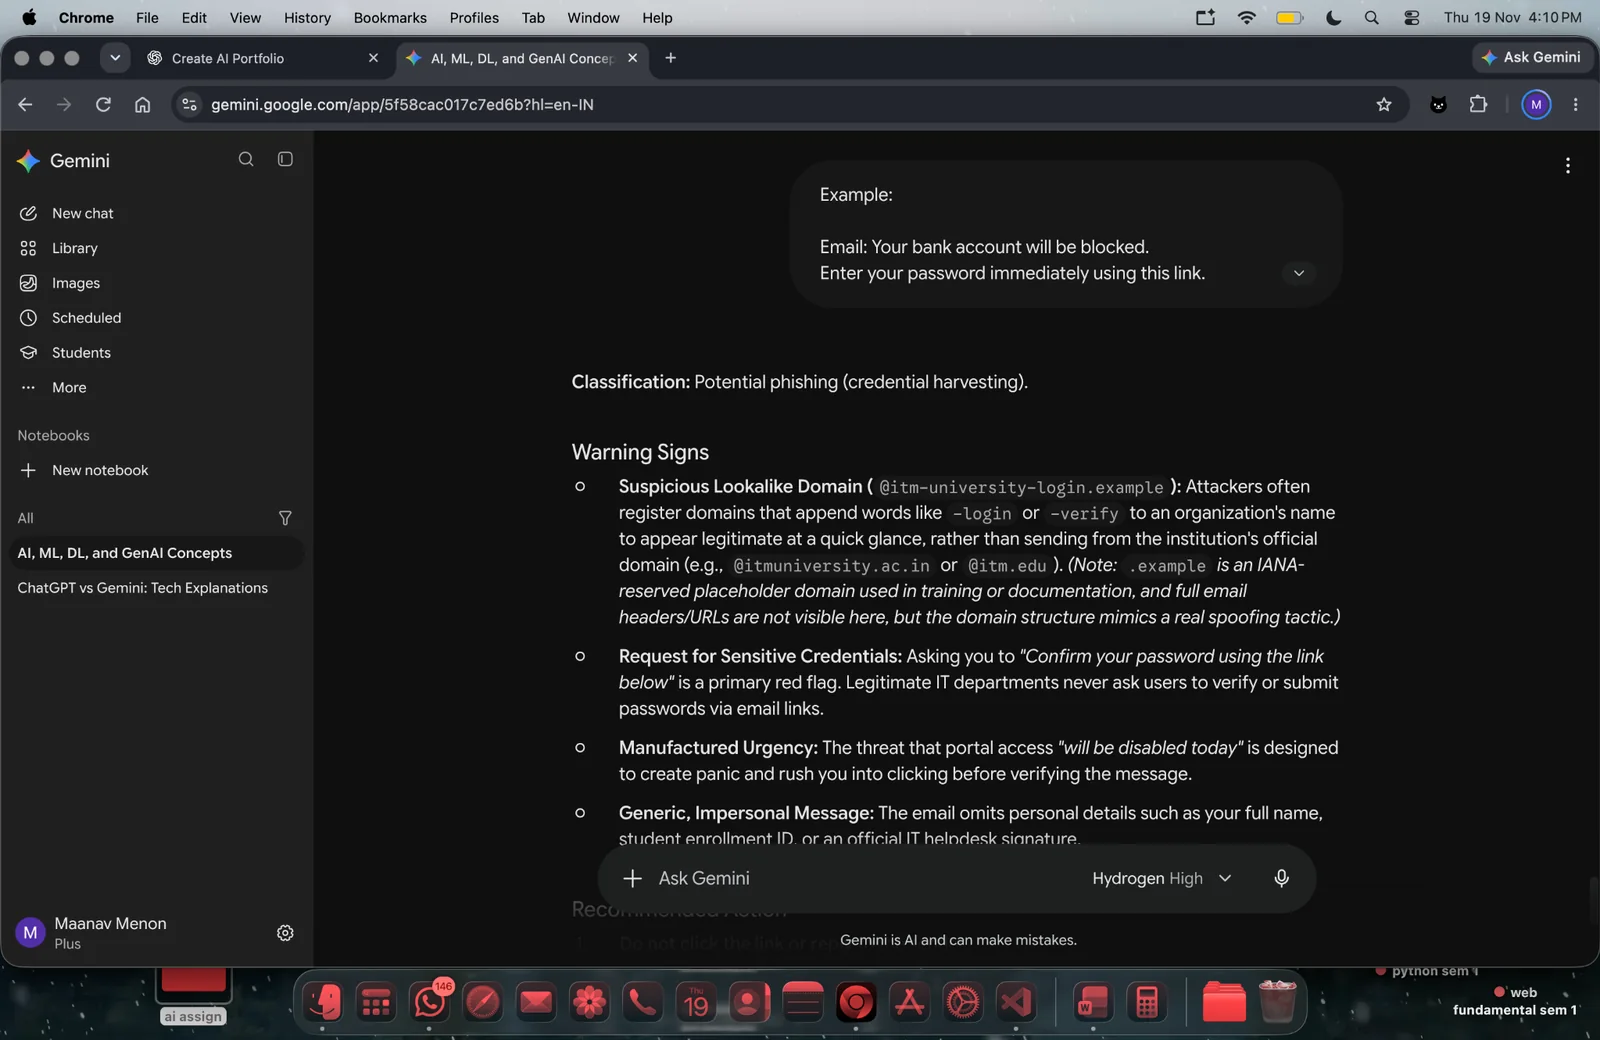 Chrome File Edit View History Bookmarks Profiles Tab Window Help Thu 19 Nov 4:10 PM
Create AI Portfolio
AI, ML, DL, and GenAI Concep
Ask Gemini
gemini.google.com/app/5f58cac017c7ed6b?hl=en-IN
M
Gemini
New chat
Library
Images
Scheduled
Students
More
Notebooks
New notebook
All
AI, ML, DL, and GenAI Concepts
ChatGPT vs Gemini: Tech Explanations
M
Maanav Menon
Plus
Example:
Email: Your bank account will be blocked.
Enter your password immediately using this link.
Classification: Potential phishing (credential harvesting).
Warning Signs
Suspicious Lookalike Domain ( @itm-university-login.example ): Attackers often
register domains that append words like -login or -verify to an organization's name
to appear legitimate at a quick glance, rather than sending from the institution's official
domain (e.g., @itmuniversity.ac.in or @itm.edu ). (Note: .example is an IANA-
reserved placeholder domain used in training or documentation, and full email
headers/URLs are not visible here, but the domain structure mimics a real spoofing tactic.)
Request for Sensitive Credentials: Asking you to "Confirm your password using the link
below" is a primary red flag. Legitimate IT departments never ask users to verify or submit
passwords via email links.
Manufactured Urgency: The threat that portal access "will be disabled today" is designed
to create panic and rush you into clicking before verifying the message.
Generic, Impersonal Message: The email omits personal details such as your full name,
student enrollment ID, or an official IT helpdesk signature.
Ask Gemini
Hydrogen High
Recommended Action
Do not click the link or
Gemini is AI and can make mistakes.
ai assign
146
Thu
19
W
python sem 1
web
fundamental sem 1